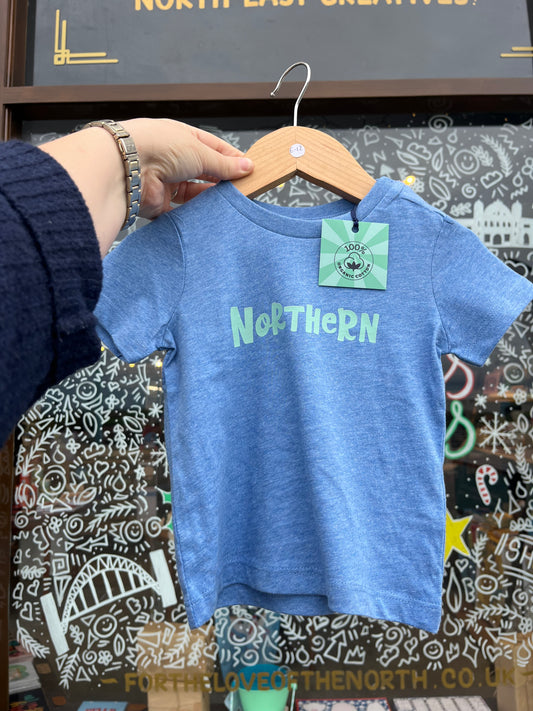 NORTH EAST CREATIVES!
100%
ORGANIC COTTON
NORTHERN
~FORTHELOVEOFTHENORTH.CO.UK~